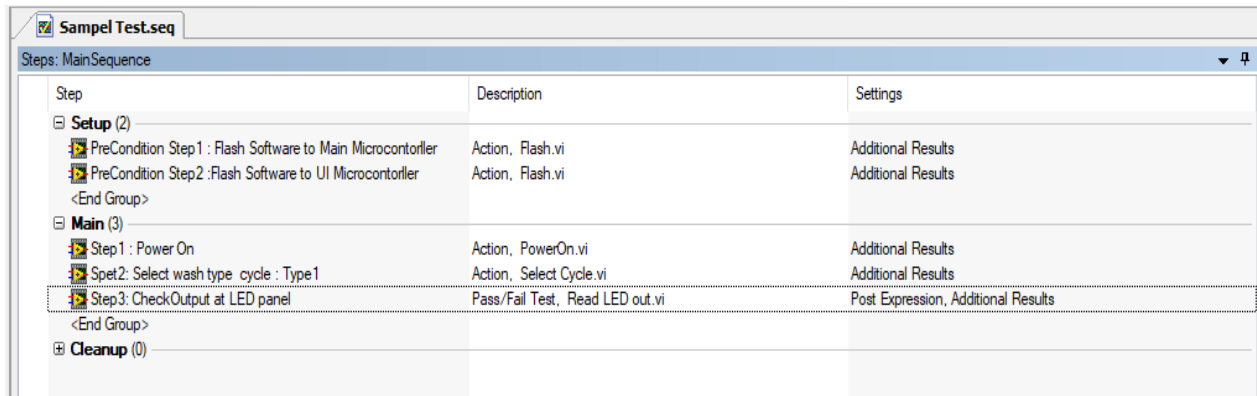 Sampel Test.seq
Steps: MainSequence
Step Description Settings
Setup (2)
PreCondition Step1 : Flash Software to Main Microcontorller Action, Flash.vi Additional Results
PreCondition Step2 :Flash Software to UI Microcontorller Action, Flash.vi Additional Results
<End Group>
Main (3)
Step1 : Power On Action, PowerOn.vi Additional Results
Spet2: Select wash type cycle : Type1 Action, Select Cycle.vi Additional Results
Step3: CheckOutput at LED panel Pass/Fail Test, Read LED out.vi Post Expression, Additional Results
<End Group>
Cleanup (0)